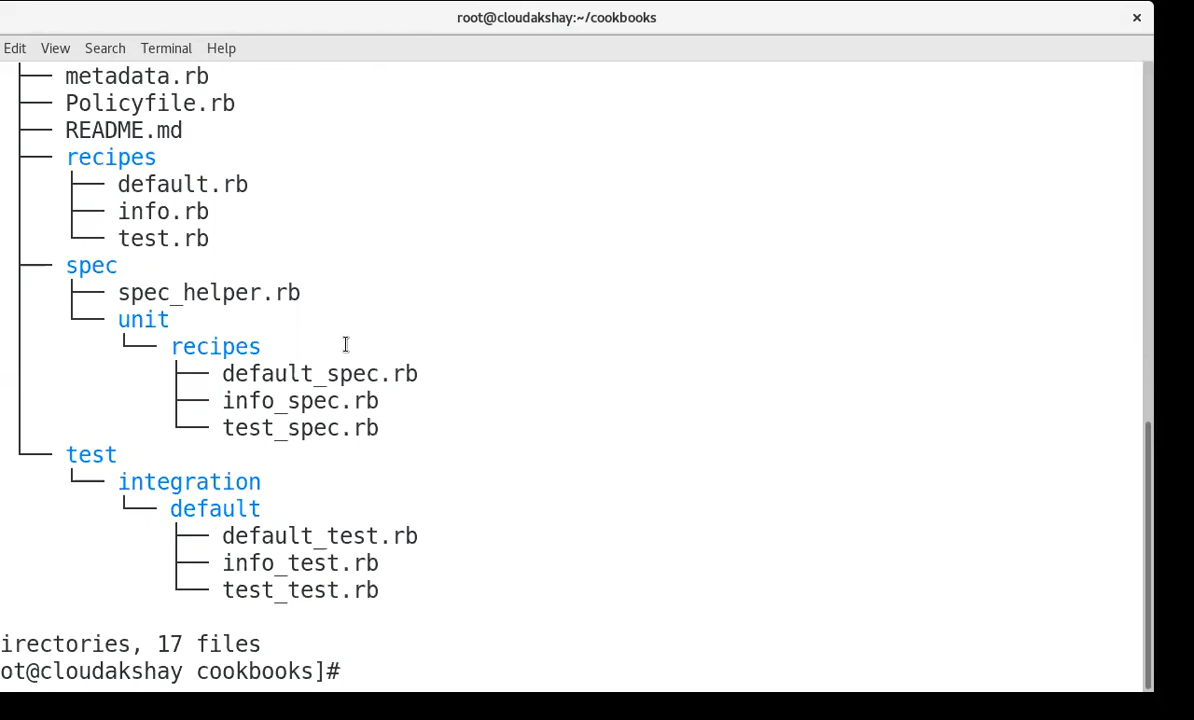 root@cloudakshay:~/cookbooks ×
Edit View Search Terminal Help
├── metadata.rb
├── Policyfile.rb
├── README.md
├── recipes
│   ├── default.rb
│   ├── info.rb
│   └── test.rb
├── spec
│   ├── spec_helper.rb
│   └── unit
│       └── recipes
│           ├── default_spec.rb
│           ├── info_spec.rb
│           └── test_spec.rb
└── test
    └── integration
        └── default
            ├── default_test.rb
            ├── info_test.rb
            └── test_test.rb
irectories, 17 files
ot@cloudakshay cookbooks]#